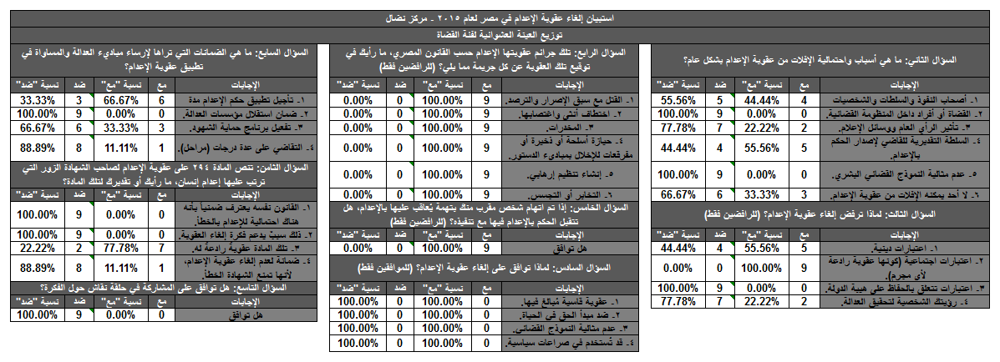 استبيان إلغاء عقوبة الإعدام في مصر لعام ٢٠١٥ - مركز نضال
توزيع العينة العشوائية لفئة القضاة
السؤال الثاني: ما هي أسباب واحتمالية الإفلات من عقوبة الإعدام بشكل عام؟
الإجابات مع نسبة "مع" ضد نسبة "ضد"
١- أصحاب النفوذ والسلطات والشخصيات 4 44.44% 5 55.56%
٢- القضاة أو أفراد داخل المنظومة القضائية. 0 0.00% 9 100.00%
٣- تأثير الرأي العام ووسائل الإعلام. 2 22.22% 7 77.78%
٤- السلطة التقديرية للقاضي لإصدار الحكم
بالإعدام. 5 55.56% 4 44.44%
٥- عدم مثالية النموذج القضائي البشري. 0 0.00% 9 100.00%
٦- لا أحد يمكنه الإفلات من عقوبة الإعدام. 3 33.33% 6 66.67%
السؤال الثالث: لماذا ترفض إلغاء عقوبة الإعدام؟ (للرافضين فقط)
الإجابات مع نسبة "مع" ضد نسبة "ضد"
١- اعتبارات دينية. 5 55.56% 4 44.44%
٢- اعتبارات اجتماعية (كونها عقوبة رادعة
لأي مجرم). 9 100.00% 0 0.00%
٣- اعتبارات تتعلق بالحفاظ على هيبة الدولة. 0 0.00% 9 100.00%
٤- رؤيتك الشخصية لتحقيق العدالة. 2 22.22% 7 77.78%
السؤال الرابع: تلك جرائم عقوبتها الإعدام حسب القانون المصري، ما رأيك في
توقيع تلك العقوبة عن كل جريمة مما يلي؟ (للرافضين فقط)
الإجابات مع نسبة "مع" ضد نسبة "ضد"
١- القتل مع سبق الإصرار والترصد. 9 100.00% 0 0.00%
٢- اختطاف أنثى واغتصابها. 9 100.00% 0 0.00%
٣- المخدرات. 9 100.00% 0 0.00%
٤- حيازة أسلحة أو ذخيرة أو
مفرقعات للإخلال بمباديء الدستور. 9 100.00% 0 0.00%
٥- إنشاء تنظيم إرهابي. 9 100.00% 0 0.00%
٦- التخابر أو التجسس. 9 100.00% 0 0.00%
السؤال الخامس: إذا تم اتهام شخص مقرب منك بتهمة يُعاقب عليها بالإعدام، هل
تتقبل الحكم بالإعدام فيها مع تنفيذه؟ (للرافضين فقط)
الإجابات مع نسبة "مع" ضد نسبة "ضد"
هل توافق 9 100.00% 0 0.00%
السؤال السادس: لماذا توافق على إلغاء عقوبة الإعدام؟ (للموافقين فقط)
الإجابات مع نسبة "مع" ضد نسبة "ضد"
١- عقوبة قاسية مُبالغ فيها. 0 100.00% 0 100.00%
٢- ضد مبدأ الحق في الحياة. 0 100.00% 0 100.00%
٣- عدم مثالية النموذج القضائي. 0 100.00% 0 100.00%
٤- قد تُستخدم في صراعات سياسية. 0 100.00% 0 100.00%
السؤال السابع: ما هي الضمانات التي تراها لإرساء مباديء العدالة والمساواة في
تطبيق عقوبة الإعدام؟
الإجابات مع نسبة "مع" ضد نسبة "ضد"
١- تأجيل تطبيق حكم الإعدام مدة 6 66.67% 3 33.33%
٢- ضمان استقلال مؤسسات العدالة. 0 0.00% 9 100.00%
٣- تفعيل برنامج حماية الشهود. 3 33.33% 6 66.67%
٤- التقاضي على عدة درجات (مراحل). 1 11.11% 8 88.89%
السؤال الثامن: تنص المادة ٢٩٤ على عقوبة الإعدام لصاحب الشهادة الزور التي
ترتب عليها إعدام إنسان، ما رأيك أو تقديرك لتلك المادة؟
الإجابات مع نسبة "مع" ضد نسبة "ضد"
١- القانون نفسه يعترف ضمنياً بأنه
هناك احتمالية للإعدام بالخطأ. 0 0.00% 9 100.00%
٢- ذلك سببٌ يدعم فكرة إلغاء العقوبة. 0 0.00% 9 100.00%
٣- تلك المادة عقوبة رادعة له. 7 77.78% 2 22.22%
٤- ضمانة لعدم إلغاء عقوبة الإعدام،
لأنها تمنع الشهادة الخطأ. 1 11.11% 8 88.89%
السؤال التاسع: هل توافق على المشاركة في حلقة نقاش حول الفكرة؟
الإجابات مع نسبة "مع" ضد نسبة "ضد"
هل توافق 0 0.00% 9 100.00%